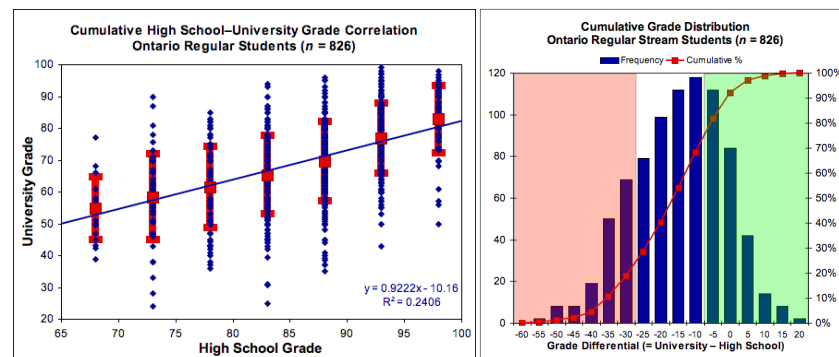 Cumulative High School–University Grade Correlation
Ontario Regular Students (n = 826)
100
90
80
70
60
50
40
30
20
University Grade
y = 0.9222x - 10.16
R² = 0.2406
65 70 75 80 85 90 95 100
High School Grade
Cumulative Grade Distribution
Ontario Regular Stream Students (n = 826)
Frequency Cumulative %
120
100
80
60
40
20
0
100%
90%
80%
70%
60%
50%
40%
30%
20%
10%
0%
-60 -55 -50 -45 -40 -35 -30 -25 -20 -15 -10 -5 0 5 10 15 20
Grade Differential (= University – High School)